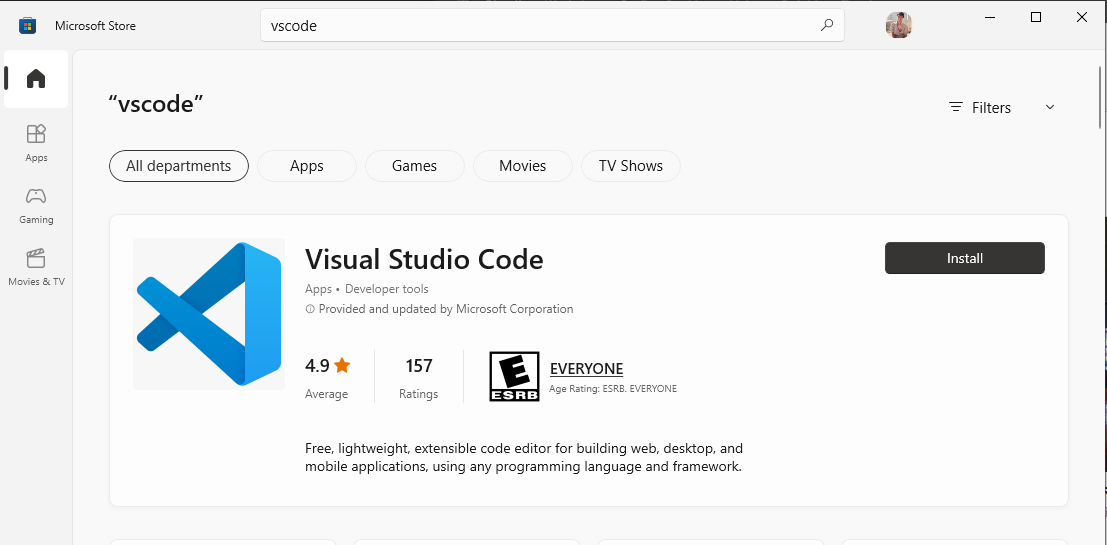 Microsoft Store
vscode
Apps
Gaming
Movies & TV
“vscode”
Filters
All departments
Apps
Games
Movies
TV Shows
Visual Studio Code
Install
Apps • Developer tools
Provided and updated by Microsoft Corporation
4.9
Average
157
Ratings
E
ESRB
EVERYONE
Age Rating: ESRB. EVERYONE
Free, lightweight, extensible code editor for building web, desktop, and
mobile applications, using any programming language and framework.